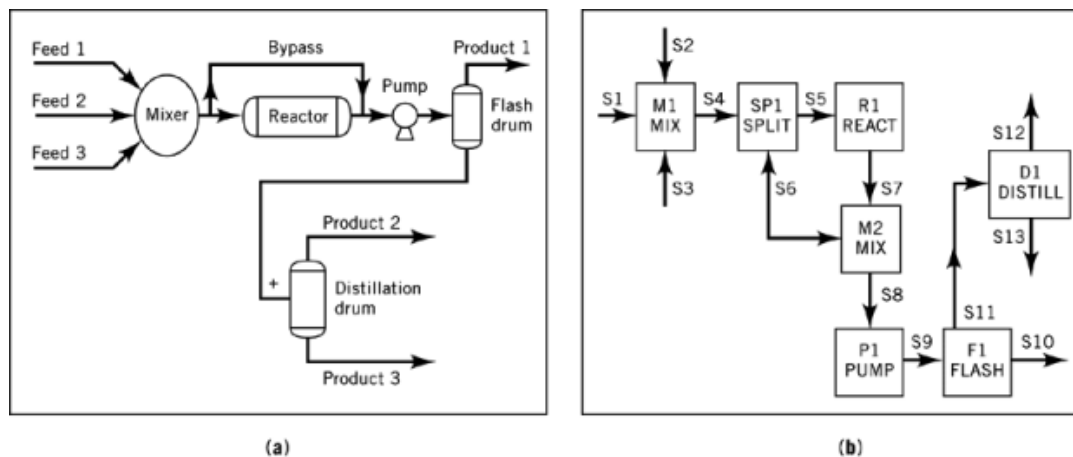 Feed 1
Feed 2
Feed 3
Mixer
Bypass
Reactor
Pump
Product 1
Flash
drum
Product 2
+
Distillation
drum
Product 3
(a)
S2
S1
M1
MIX
S4
SP1
SPLIT
S5
R1
REACT
S3
S6
S7
M2
MIX
S12
D1
DISTILL
S13
S8
S11
P1
PUMP
S9
F1
FLASH
S10
(b)